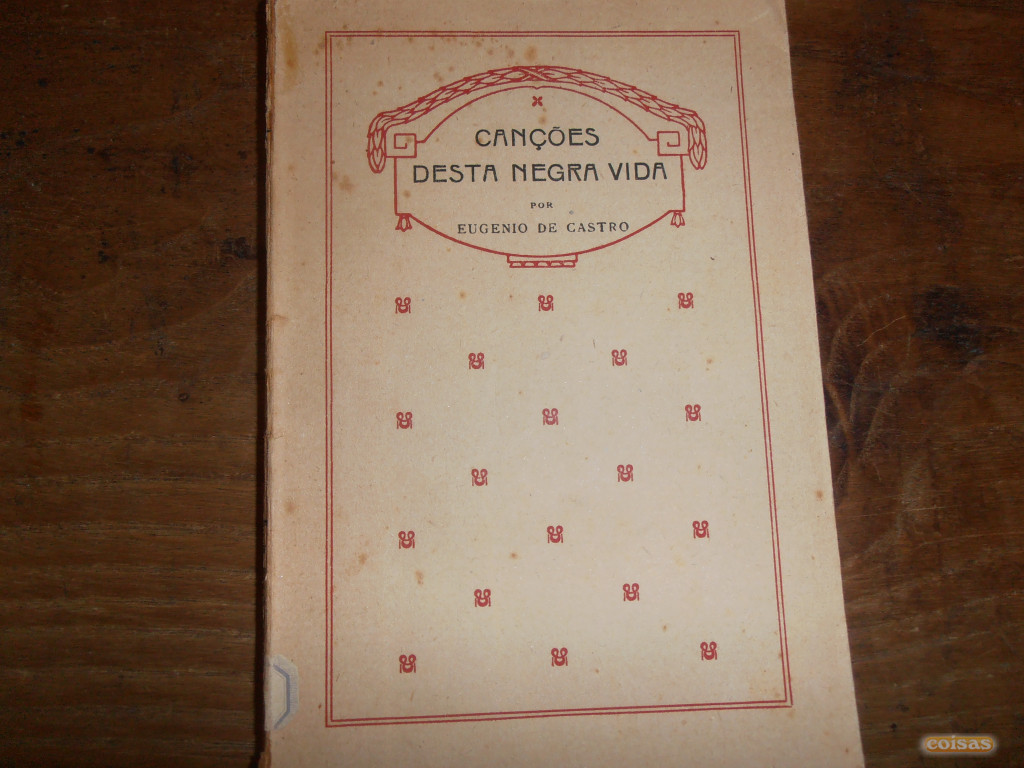 CANÇÕES
DESTA NEGRA VIDA
POR
EUGENIO DE CASTRO
coisas